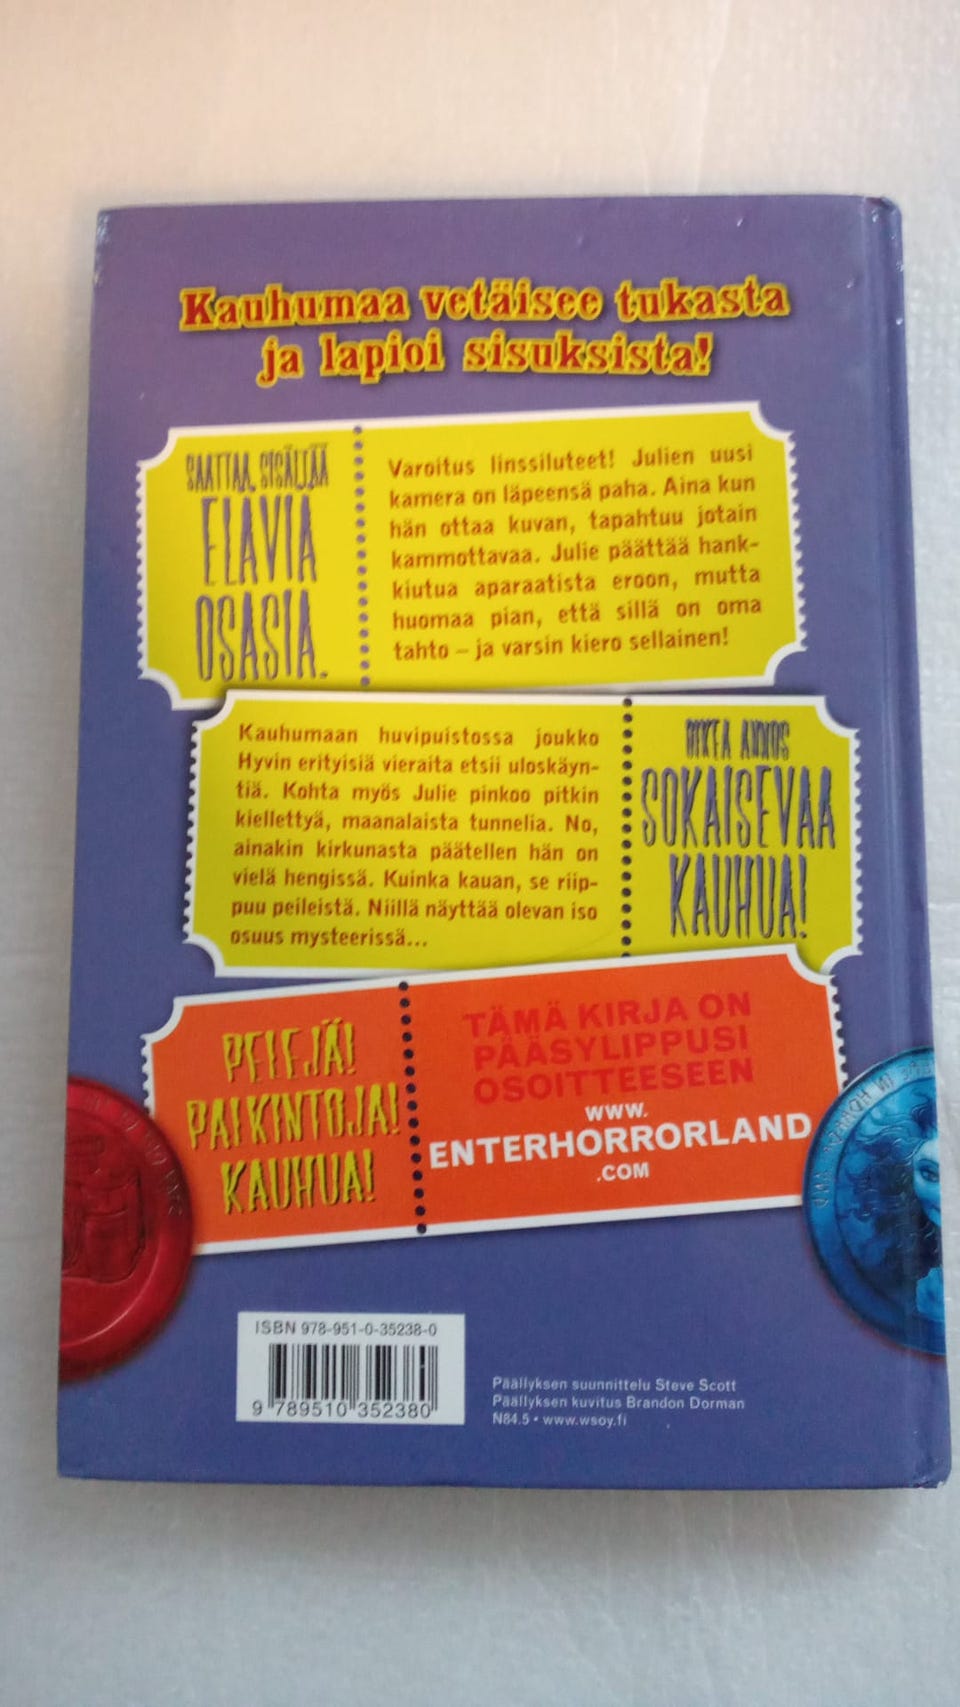 Kauhumaa vetäisee tukasta
ja lapioi sisuksista!
SAATTAA SISÄLTÄÄ
ELÄVIÄ
OSASIA.
Varoitus linssiluteet! Julien uusi
kamera on läpeensä paha. Aina kun
hän ottaa kuvan, tapahtuu jotain
kammottavaa. Julie päättää hank-
kiutua aparaatista eroon, mutta
huomaa pian, että sillä on oma
tahto – ja varsin kiero sellainen!
Kauhumaan huvipuistossa joukko
Hyvin erityisiä vieraita etsii uloskäyn-
tiä. Kohta myös Julie pinkoo pitkin
kiellettyä, maanalaista tunnelia. No,
ainakin kirkunasta päätellen hän on
vielä hengissä. Kuinka kauan, se riip-
puu peileistä. Niillä näyttää olevan iso
osuus mysteerissä...
OIKEA ANNOS
SOKAISEVAA
KAUHUA!
PELEJÄ!
PALKINTOJA!
KAUHUA!
TÄMÄ KIRJA ON
PÄÄSYLIPPUSI
OSOITTEESEEN
WWW.
ENTERHORRORLAND
.COM
ISBN 978-951-0-35238-0
9 789510 352380
Päällyksen suunnittelu Steve Scott
Päällyksen kuvitus Brandon Dorman
N84.5 • www.wsoy.fi